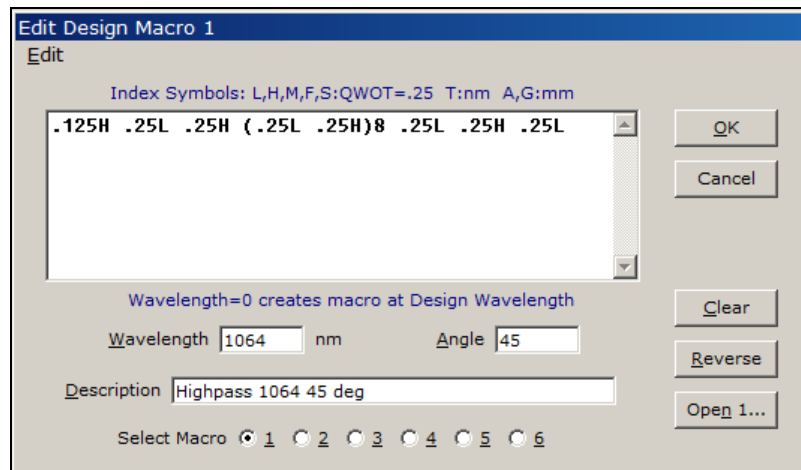 Edit Design Macro 1
Edit
Index Symbols: L,H,M,F,S:QWOT=.25 T:nm A,G:mm
.125H .25L .25H (.25L .25H)8 .25L .25H .25L
OK
Cancel
Wavelength=0 creates macro at Design Wavelength
Clear
Wavelength 1064 nm Angle 45
Reverse
Description Highpass 1064 45 deg
Open 1...
Select Macro 1 2 3 4 5 6